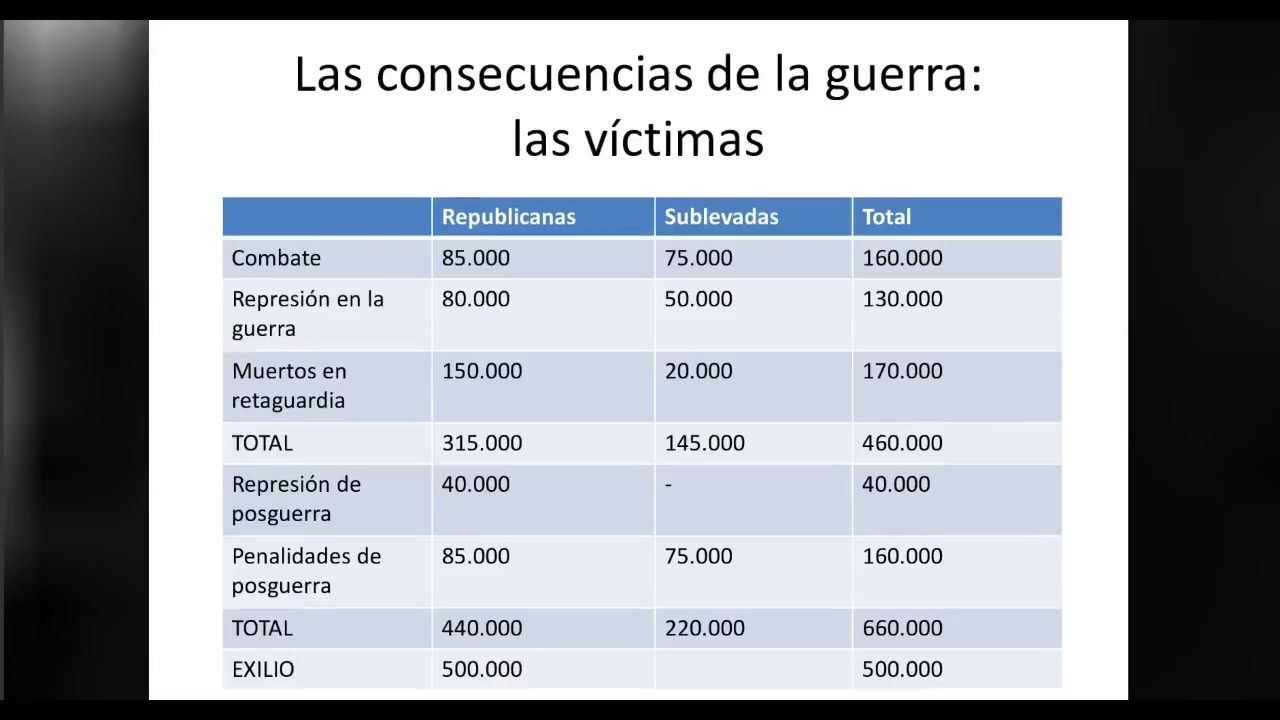 Las consecuencias de la guerra:
las víctimas
Republicanas Sublevadas Total
Combate 85.000 75.000 160.000
Represión en la 80.000 50.000 130.000
guerra
Muertos en 150.000 20.000 170.000
retaguardia
TOTAL 315.000 145.000 460.000
Represión de 40.000 - 40.000
posguerra
Penalidades de 85.000 75.000 160.000
posguerra
TOTAL 440.000 220.000 660.000
EXILIO 500.000 500.000